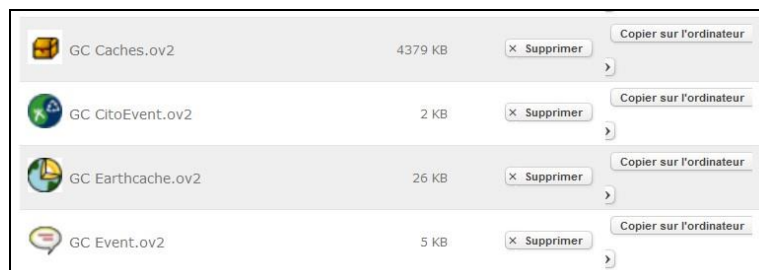 GC Caches.ov2 4379 KB × Supprimer Copier sur l'ordinateur
GC CitoEvent.ov2 2 KB × Supprimer Copier sur l'ordinateur
GC Earthcache.ov2 26 KB × Supprimer Copier sur l'ordinateur
GC Event.ov2 5 KB × Supprimer Copier sur l'ordinateur